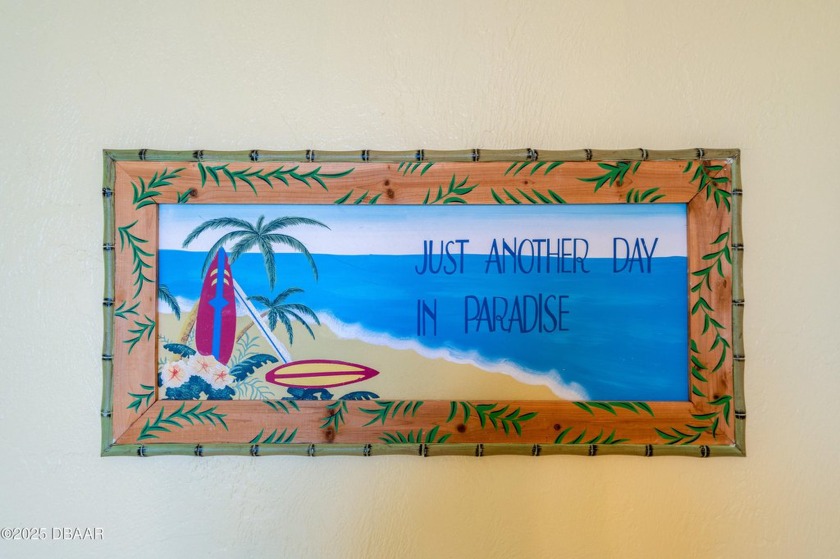 JUST ANOTHER DAY
IN PARADISE
©2025 DBAAR